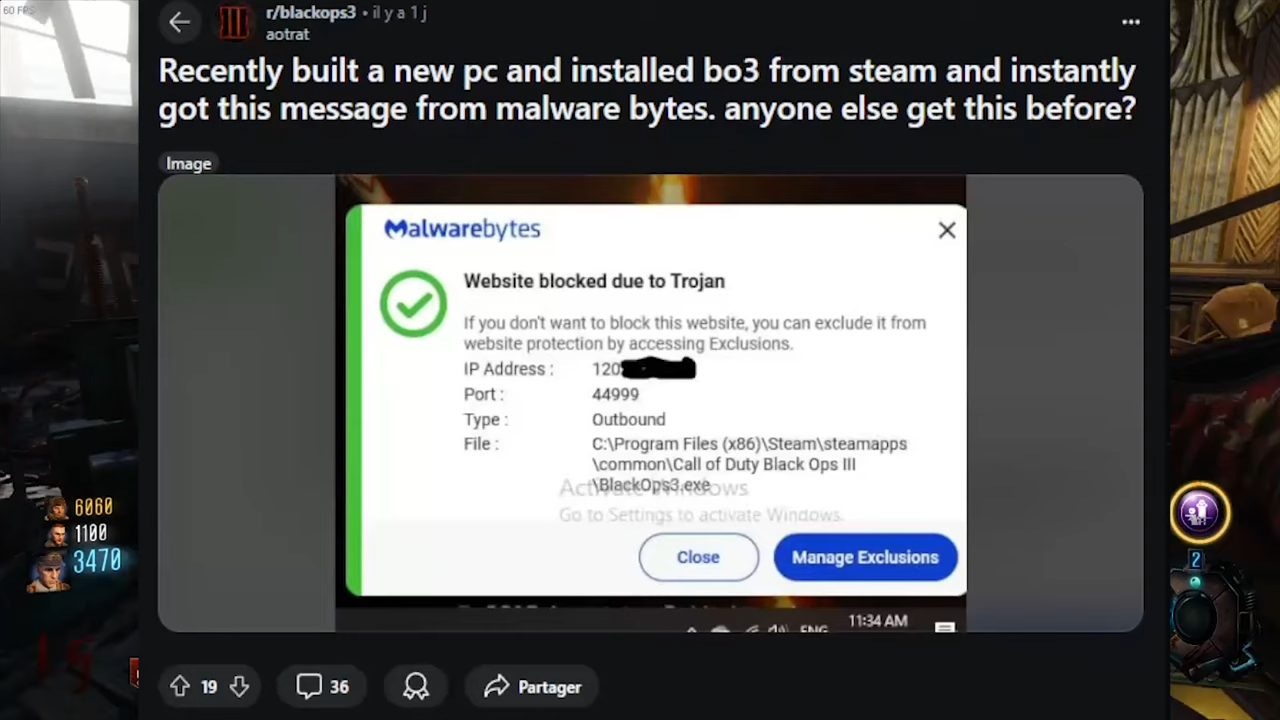 60 FPS
r/blackops3 • il y a 1 j
aotrat
Recently built a new pc and installed bo3 from steam and instantly
got this message from malware bytes. anyone else get this before?
Image
Malwarebytes
Website blocked due to Trojan
If you don't want to block this website, you can exclude it from
website protection by accessing Exclusions.
IP Address :
Port : 44999
Type : Outbound
File : C:\Program Files (x86)\Steam\steamapps
\common\Call of Duty Black Ops III
\BlackOps3.exe
Activate Windows
Go to Settings to activate Windows.
Close
Manage Exclusions
ENG
11:34 AM
6060
1100
3470
2
15
19
36
Partager